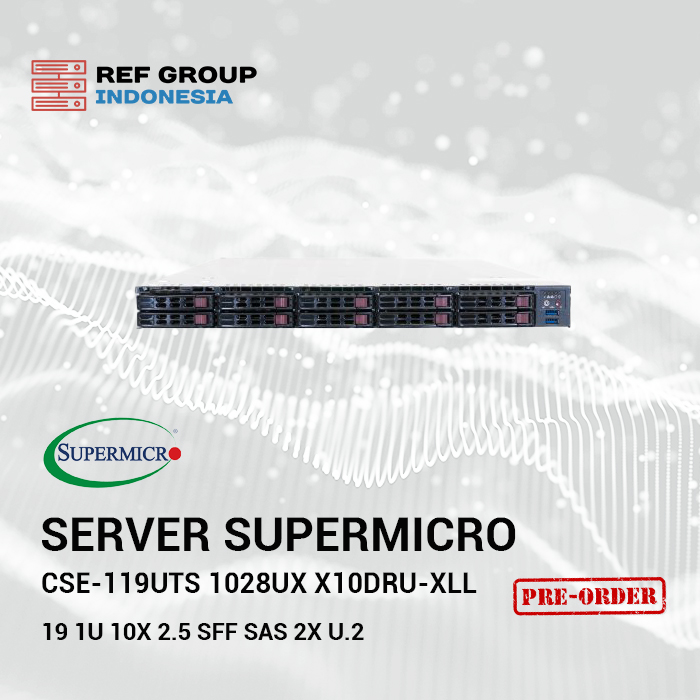 REF GROUP
INDONESIA
SUPERMICRO
®
SERVER SUPERMICRO
CSE-119UTS 1028UX X10DRU-XLL
PRE-ORDER
19 1U 10X 2.5 SFF SAS 2X U.2